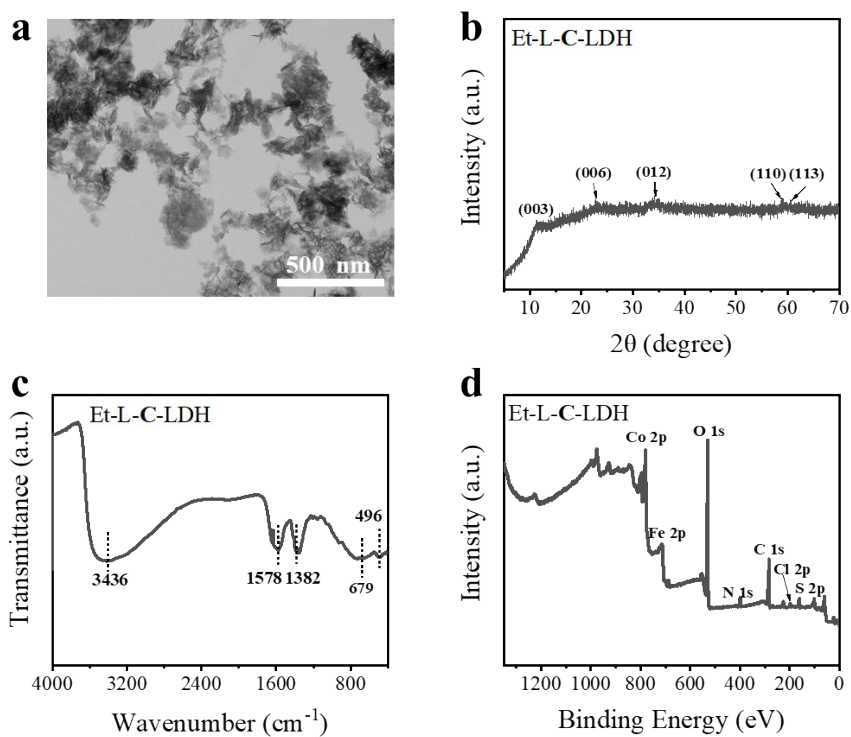 a
500 nm
b
Et-L-C-LDH
(003)
(006)
(012)
(110)
(113)
Intensity (a.u.)
10 20 30 40 50 60 70
2θ (degree)
c
Et-L-C-LDH
3436
1578
1382
679
496
Transmittance (a.u.)
4000 3200 2400 1600 800
Wavenumber (cm⁻¹)
d
Et-L-C-LDH
Co 2p
O 1s
Fe 2p
C 1s
Cl 2p
N 1s
S 2p
Intensity (a.u.)
1200 1000 800 600 400 200 0
Binding Energy (eV)